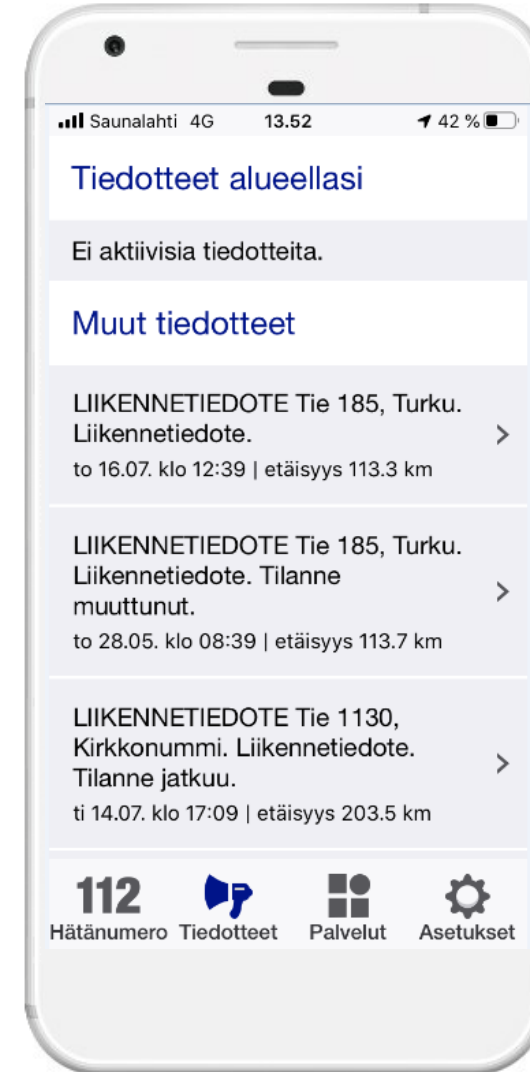 Saunalahti 4G 13.52 42 %
Tiedotteet alueellasi
Ei aktiivisia tiedotteita.
Muut tiedotteet
LIIKENNETIEDOTE Tie 185, Turku.
Liikennetiedote.
to 16.07. klo 12:39 | etäisyys 113.3 km
LIIKENNETIEDOTE Tie 185, Turku.
Liikennetiedote. Tilanne
muuttunut.
to 28.05. klo 08:39 | etäisyys 113.7 km
LIIKENNETIEDOTE Tie 1130,
Kirkkonummi. Liikennetiedote.
Tilanne jatkuu.
ti 14.07. klo 17:09 | etäisyys 203.5 km
112
Hätänumero Tiedotteet Palvelut Asetukset